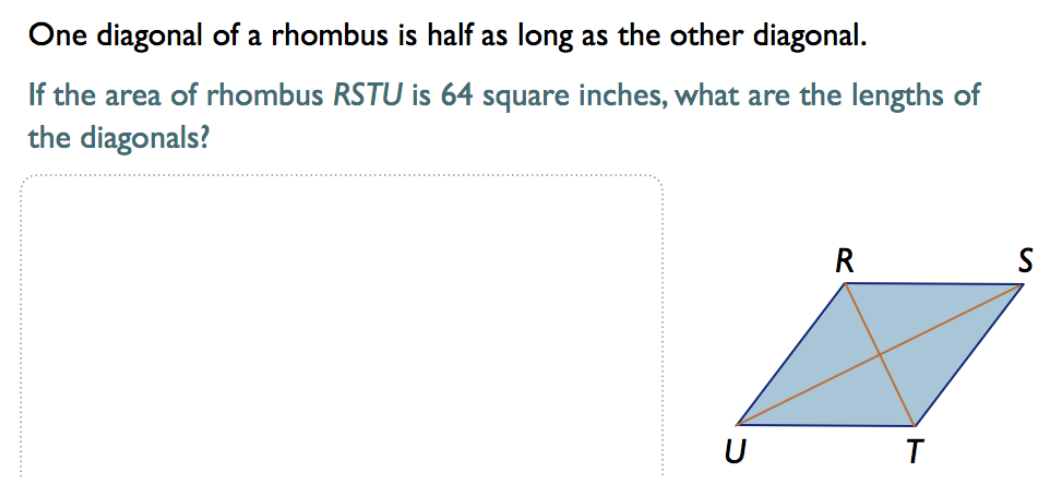 One diagonal of a rhombus is half as long as the other diagonal.
If the area of rhombus RSTU is 64 square inches, what are the lengths of
the diagonals?
R S
U T